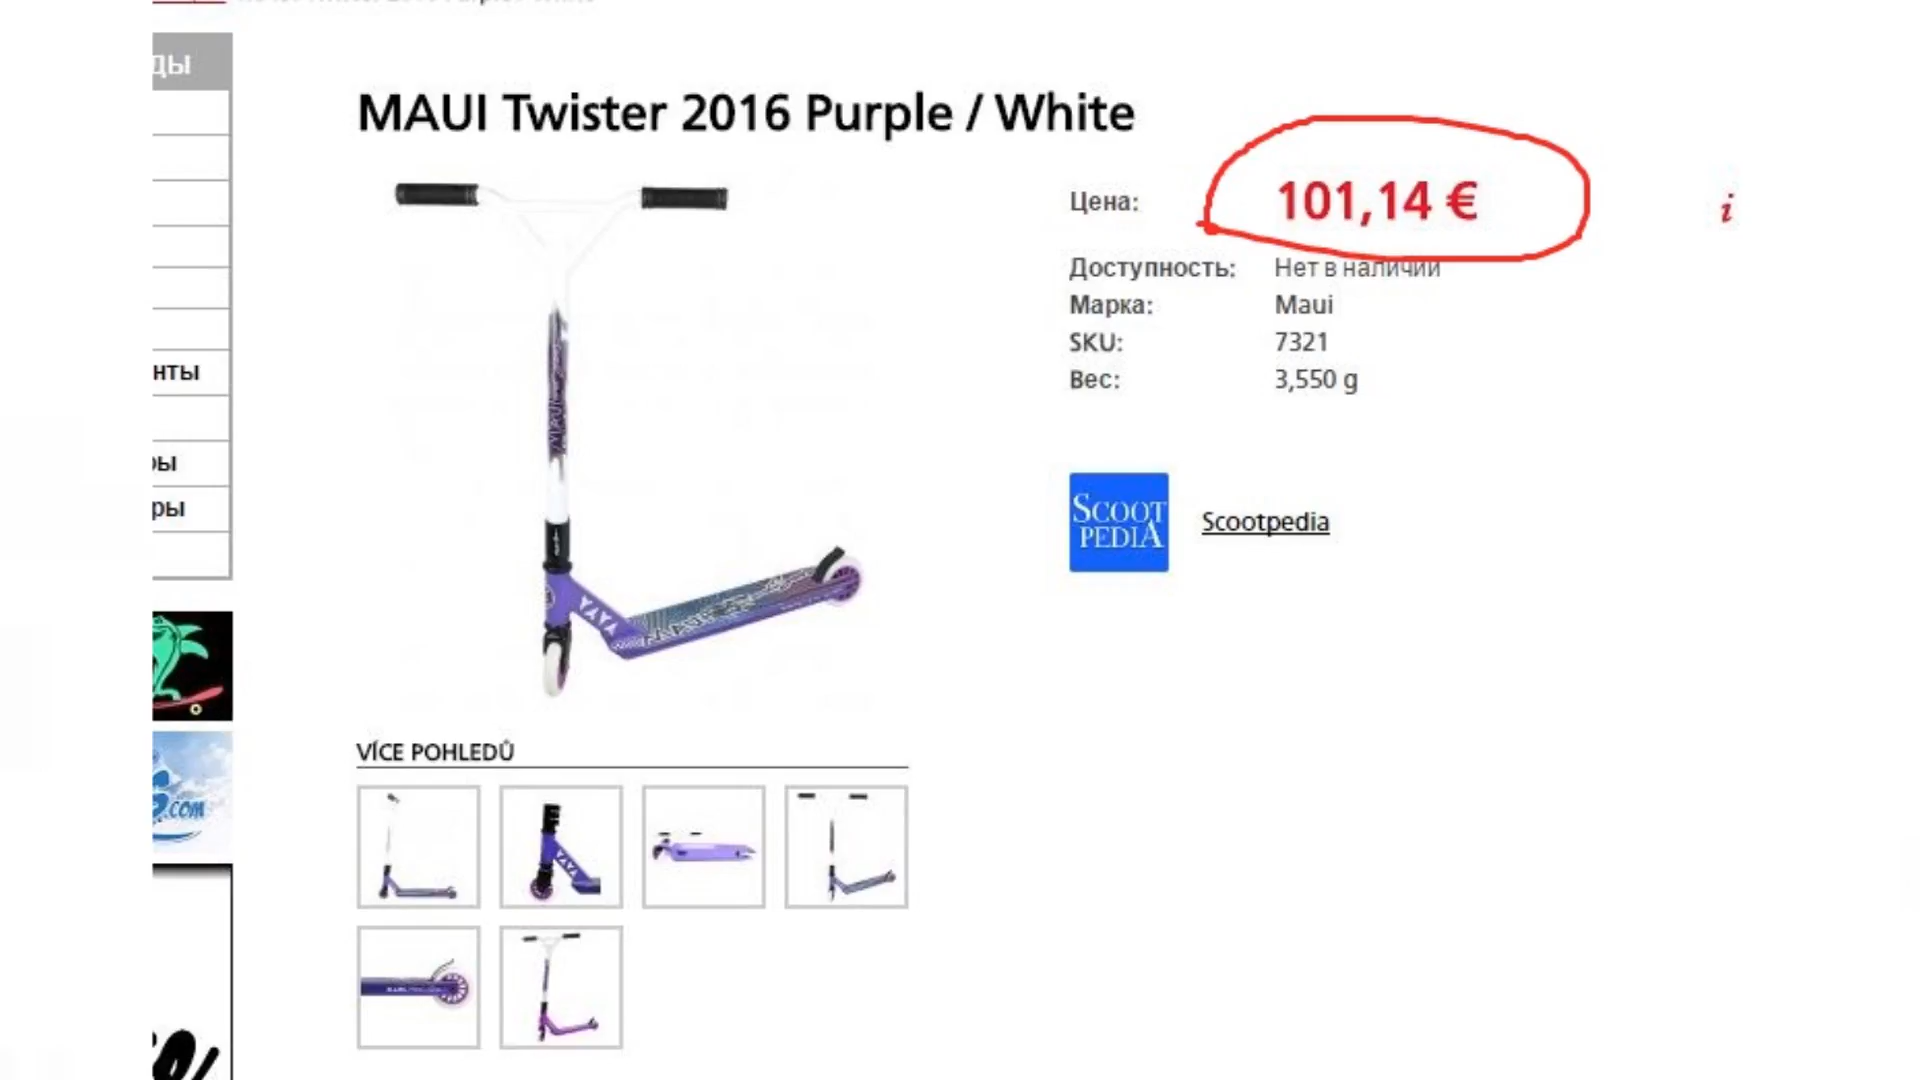 ДЫ
MAUI Twister 2016 Purple / White
Цена: 101,14 €
i
Доступность: Нет в наличии
Марка: Maui
SKU: 7321
Вес: 3,550 g
нты
ры
SCOOT
PEDIA
Scootpedia
.COM
VÍCE POHLEDŮ